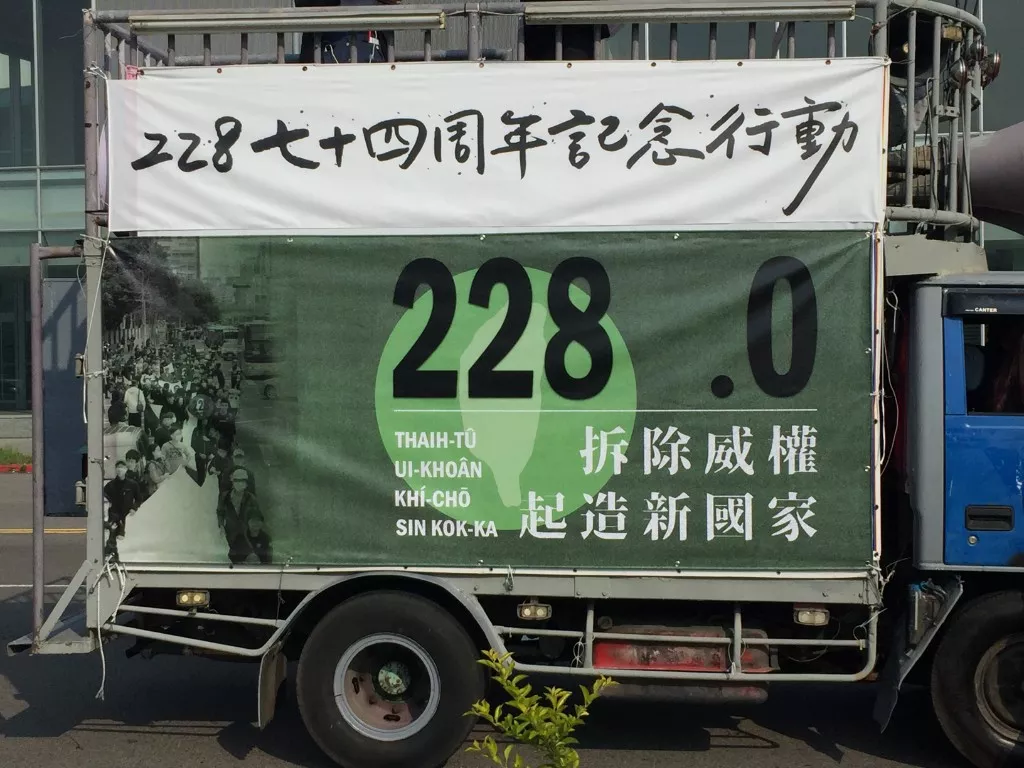 228七十四周年記念行動
228.0
THAIH-TÛ
UI-KHOÂN
KHÍ-CHŌ
SIN KOK-KA
拆除威權
起造新國家
CANTER